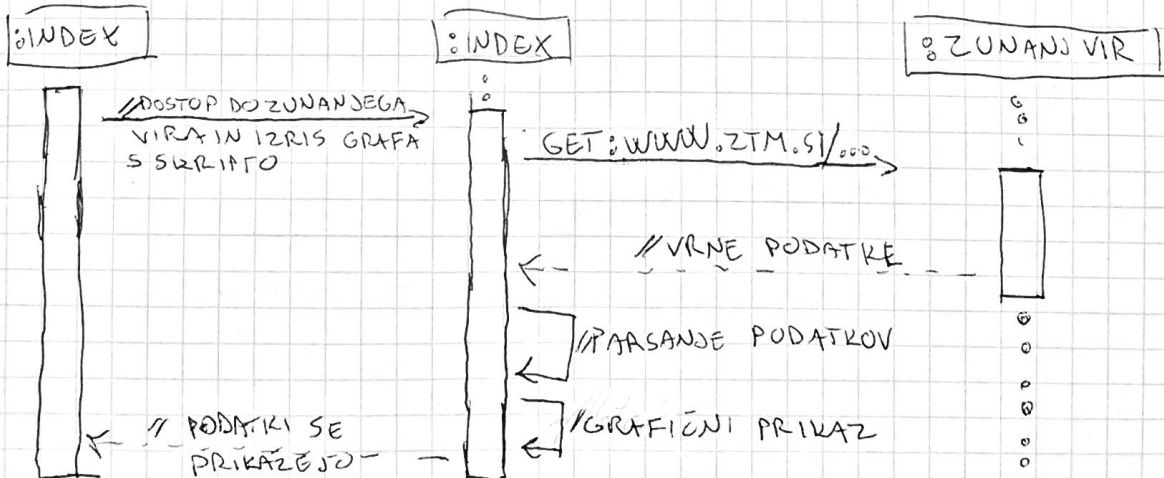 :INDEX
:INDEX
:ZUNANJ VIR
//DOSTOP DO ZUNANJEGA
VIRA IN IZRIS GRAFA
S SKRIPTO
GET:WWW.ZTM.SI/...
//VRNE PODATKE
//PARSANJE PODATKOV
//GRAFIČNI PRIKAZ
// PODATKI SE
PRIKAŽEJO